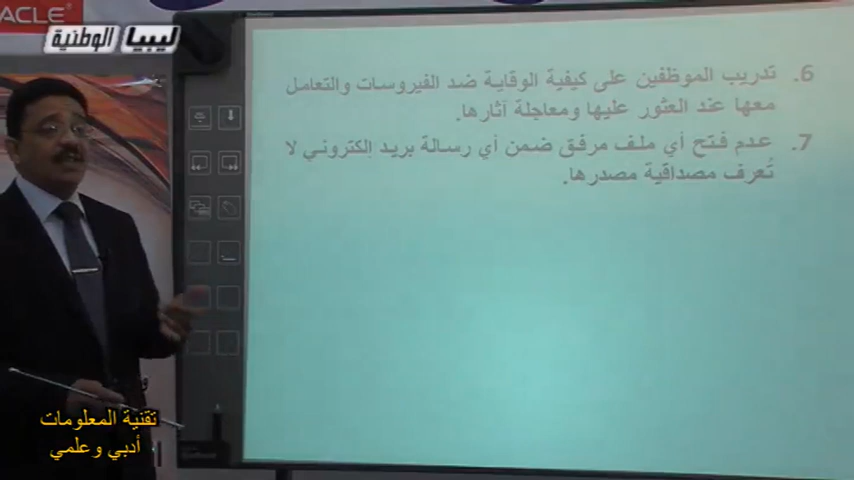 ACLE
ليبيا الوطنية
6. تدريب الموظفين على كيفية الوقاية ضد الفيروسات والتعامل
معها عند العثور عليها ومعاجلة آثارها.
7. عدم فتح أي ملف مرفق ضمن أي رسالة بريد إلكتروني لا
تُعرف مصداقية مصدرها.
تقنية المعلومات
أدبي وعلمي